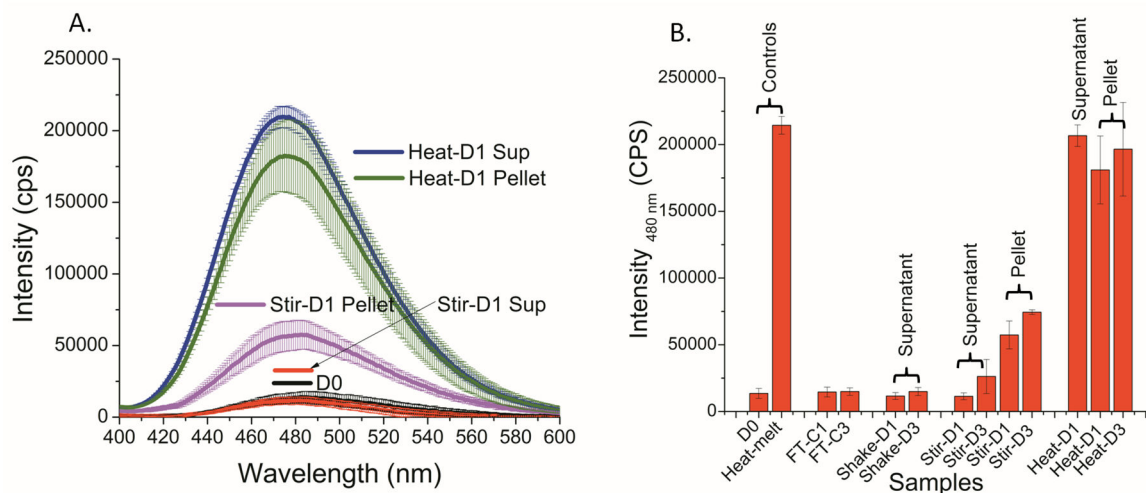 A.
250000
200000
150000
100000
50000
0
Intensity (cps)
Heat-D1 Sup
Heat-D1 Pellet
Stir-D1 Pellet
Stir-D1 Sup
D0
400 420 440 460 480 500 520 540 560 580 600
Wavelength (nm)
B.
250000
200000
150000
100000
50000
0
Intensity 480 nm (CPS)
Controls
Supernatant
Supernatant
Pellet
Supernatant
Pellet
D0
Heat-melt
FT-C1
FT-C3
Shake-D1
Shake-D3
Stir-D1
Stir-D3
Stir-D1
Stir-D3
Heat-D1
Heat-D1
Heat-D3
Samples